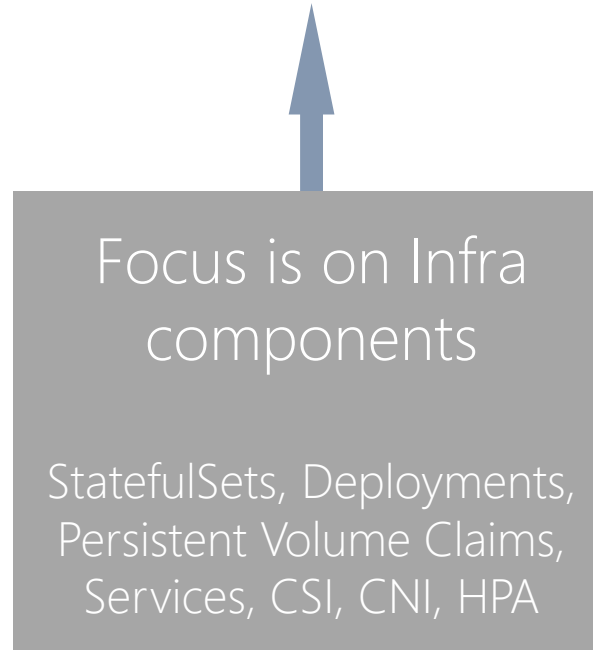 Focus is on Infra
components
StatefulSets, Deployments,
Persistent Volume Claims,
Services, CSI, CNI, HPA